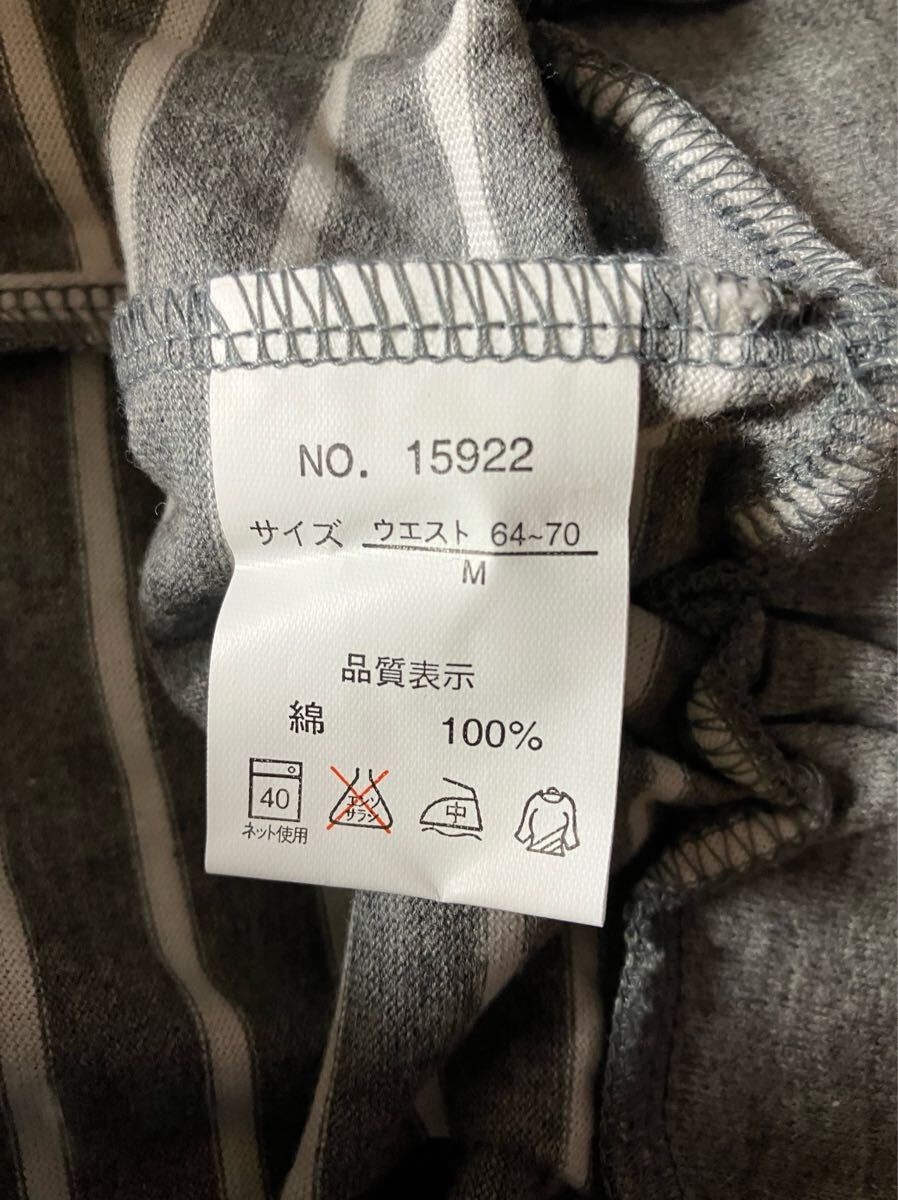 NO. 15922
サイズ ウエスト 64~70
M
品質表示
綿 100%
40
ネット使用
エンソ
サラシ
中